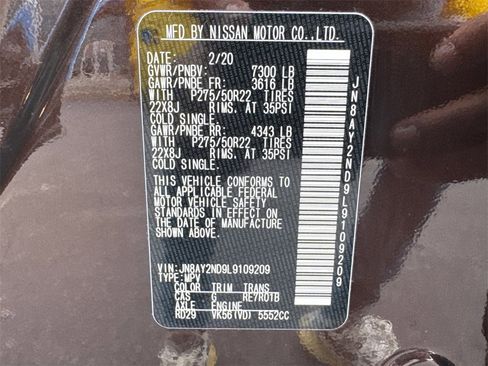 MFD BY NISSAN MOTOR CO.,LTD.
DATE: 2/20
GVWR/PNBV: 7300 LB
GAWR/PNBE FR: 3616 LB
WITH P275/50R22 TIRES
22X8J RIMS. AT 35PSI
COLD SINGLE.
GAWR/PNBE RR: 4343 LB
WITH P275/50R22 TIRES
22X8J RIMS. AT 35PSI
COLD SINGLE.
THIS VEHICLE CONFORMS TO
ALL APPLICABLE FEDERAL
MOTOR VEHICLE SAFETY
STANDARDS IN EFFECT ON
THE DATE OF MANUFACTURE
SHOWN ABOVE.
VIN: JN8AY2ND9L9109209
TYPE: MPV
COLOR TRIM TRANS
CAS G RE7R01B
AXLE ENGINE
RD29 VK56(VD) 5552CC
JN8AY2ND9L9109209